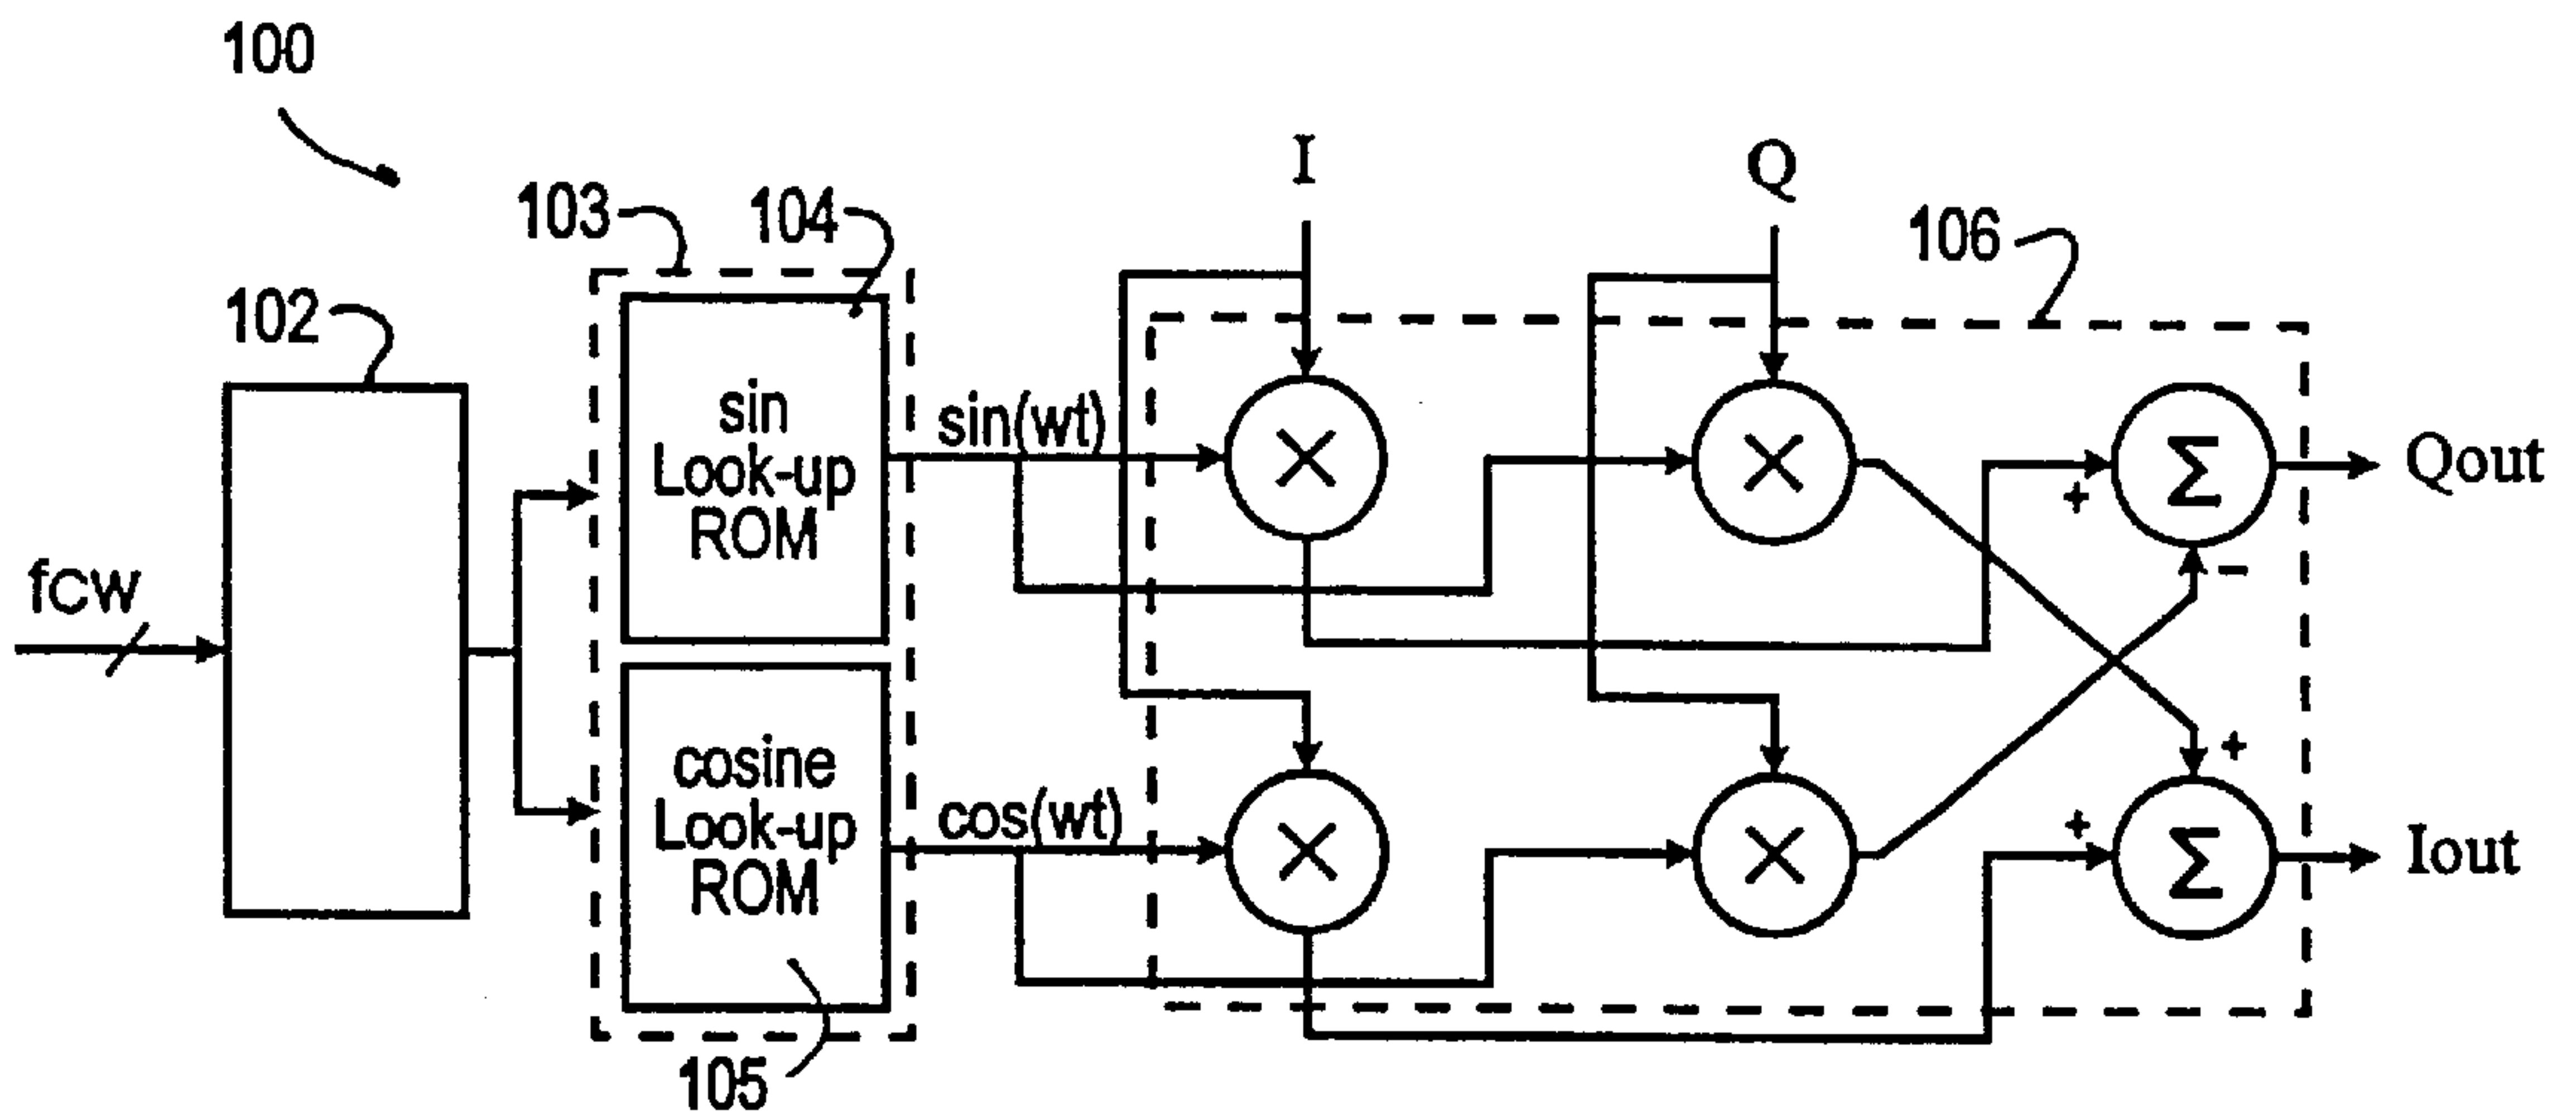 100
103
104
I
Q
106
102
sin
Look-up
ROM
sin(wt)
×
×
Σ
Qout
+
-
fcw
cosine
Look-up
ROM
cos(wt)
×
×
+
+
Σ
Iout
105